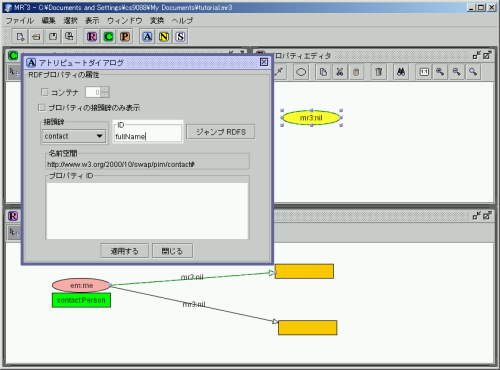 MR^3 - C:¥Documents and Settings¥cs9088¥My Documents¥tutorial.mr3
ファイル 編集 選択 表示 ウィンドウ 変換 ヘルプ
R C P A N S
C
ロパティエディタ
A アトリビュートダイアログ
RDFプロパティの属性
コンテナ
プロパティの接頭辞のみ表示
接頭辞
contact
ID
fullName
ジャンプ RDFS
名前空間
http://www.w3.org/2000/10/swap/pim/contact#
プロパティ ID
適用する 閉じる
1:1
mr3:nil
R
em:me
contact:Person
mr3:nil
mr3:nil